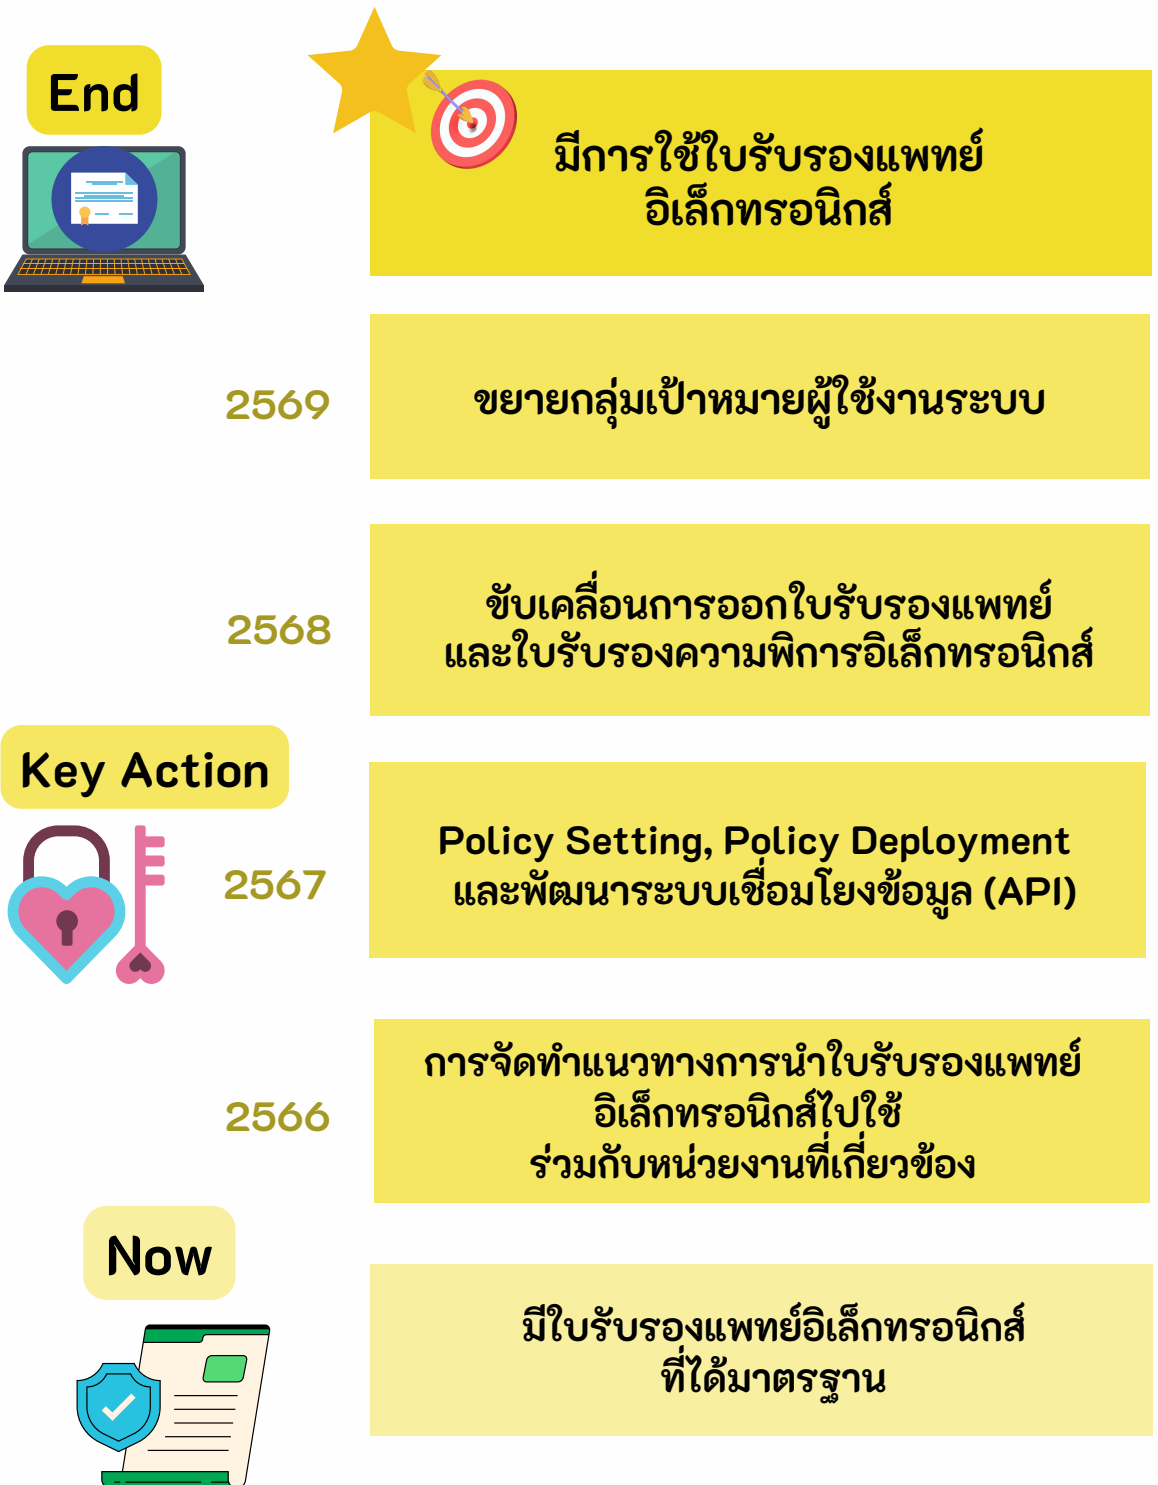 End
มีการใช้ใบรับรองแพทย์
อิเล็กทรอนิกส์
2569
ขยายกลุ่มเป้าหมายผู้ใช้งานระบบ
2568
ขับเคลื่อนการออกใบรับรองแพทย์
และใบรับรองความพิการอิเล็กทรอนิกส์
Key Action
2567
Policy Setting, Policy Deployment
และพัฒนาระบบเชื่อมโยงข้อมูล (API)
2566
การจัดทำแนวทางการนำใบรับรองแพทย์
อิเล็กทรอนิกส์ไปใช้
ร่วมกับหน่วยงานที่เกี่ยวข้อง
Now
มีใบรับรองแพทย์อิเล็กทรอนิกส์
ที่ได้มาตรฐาน